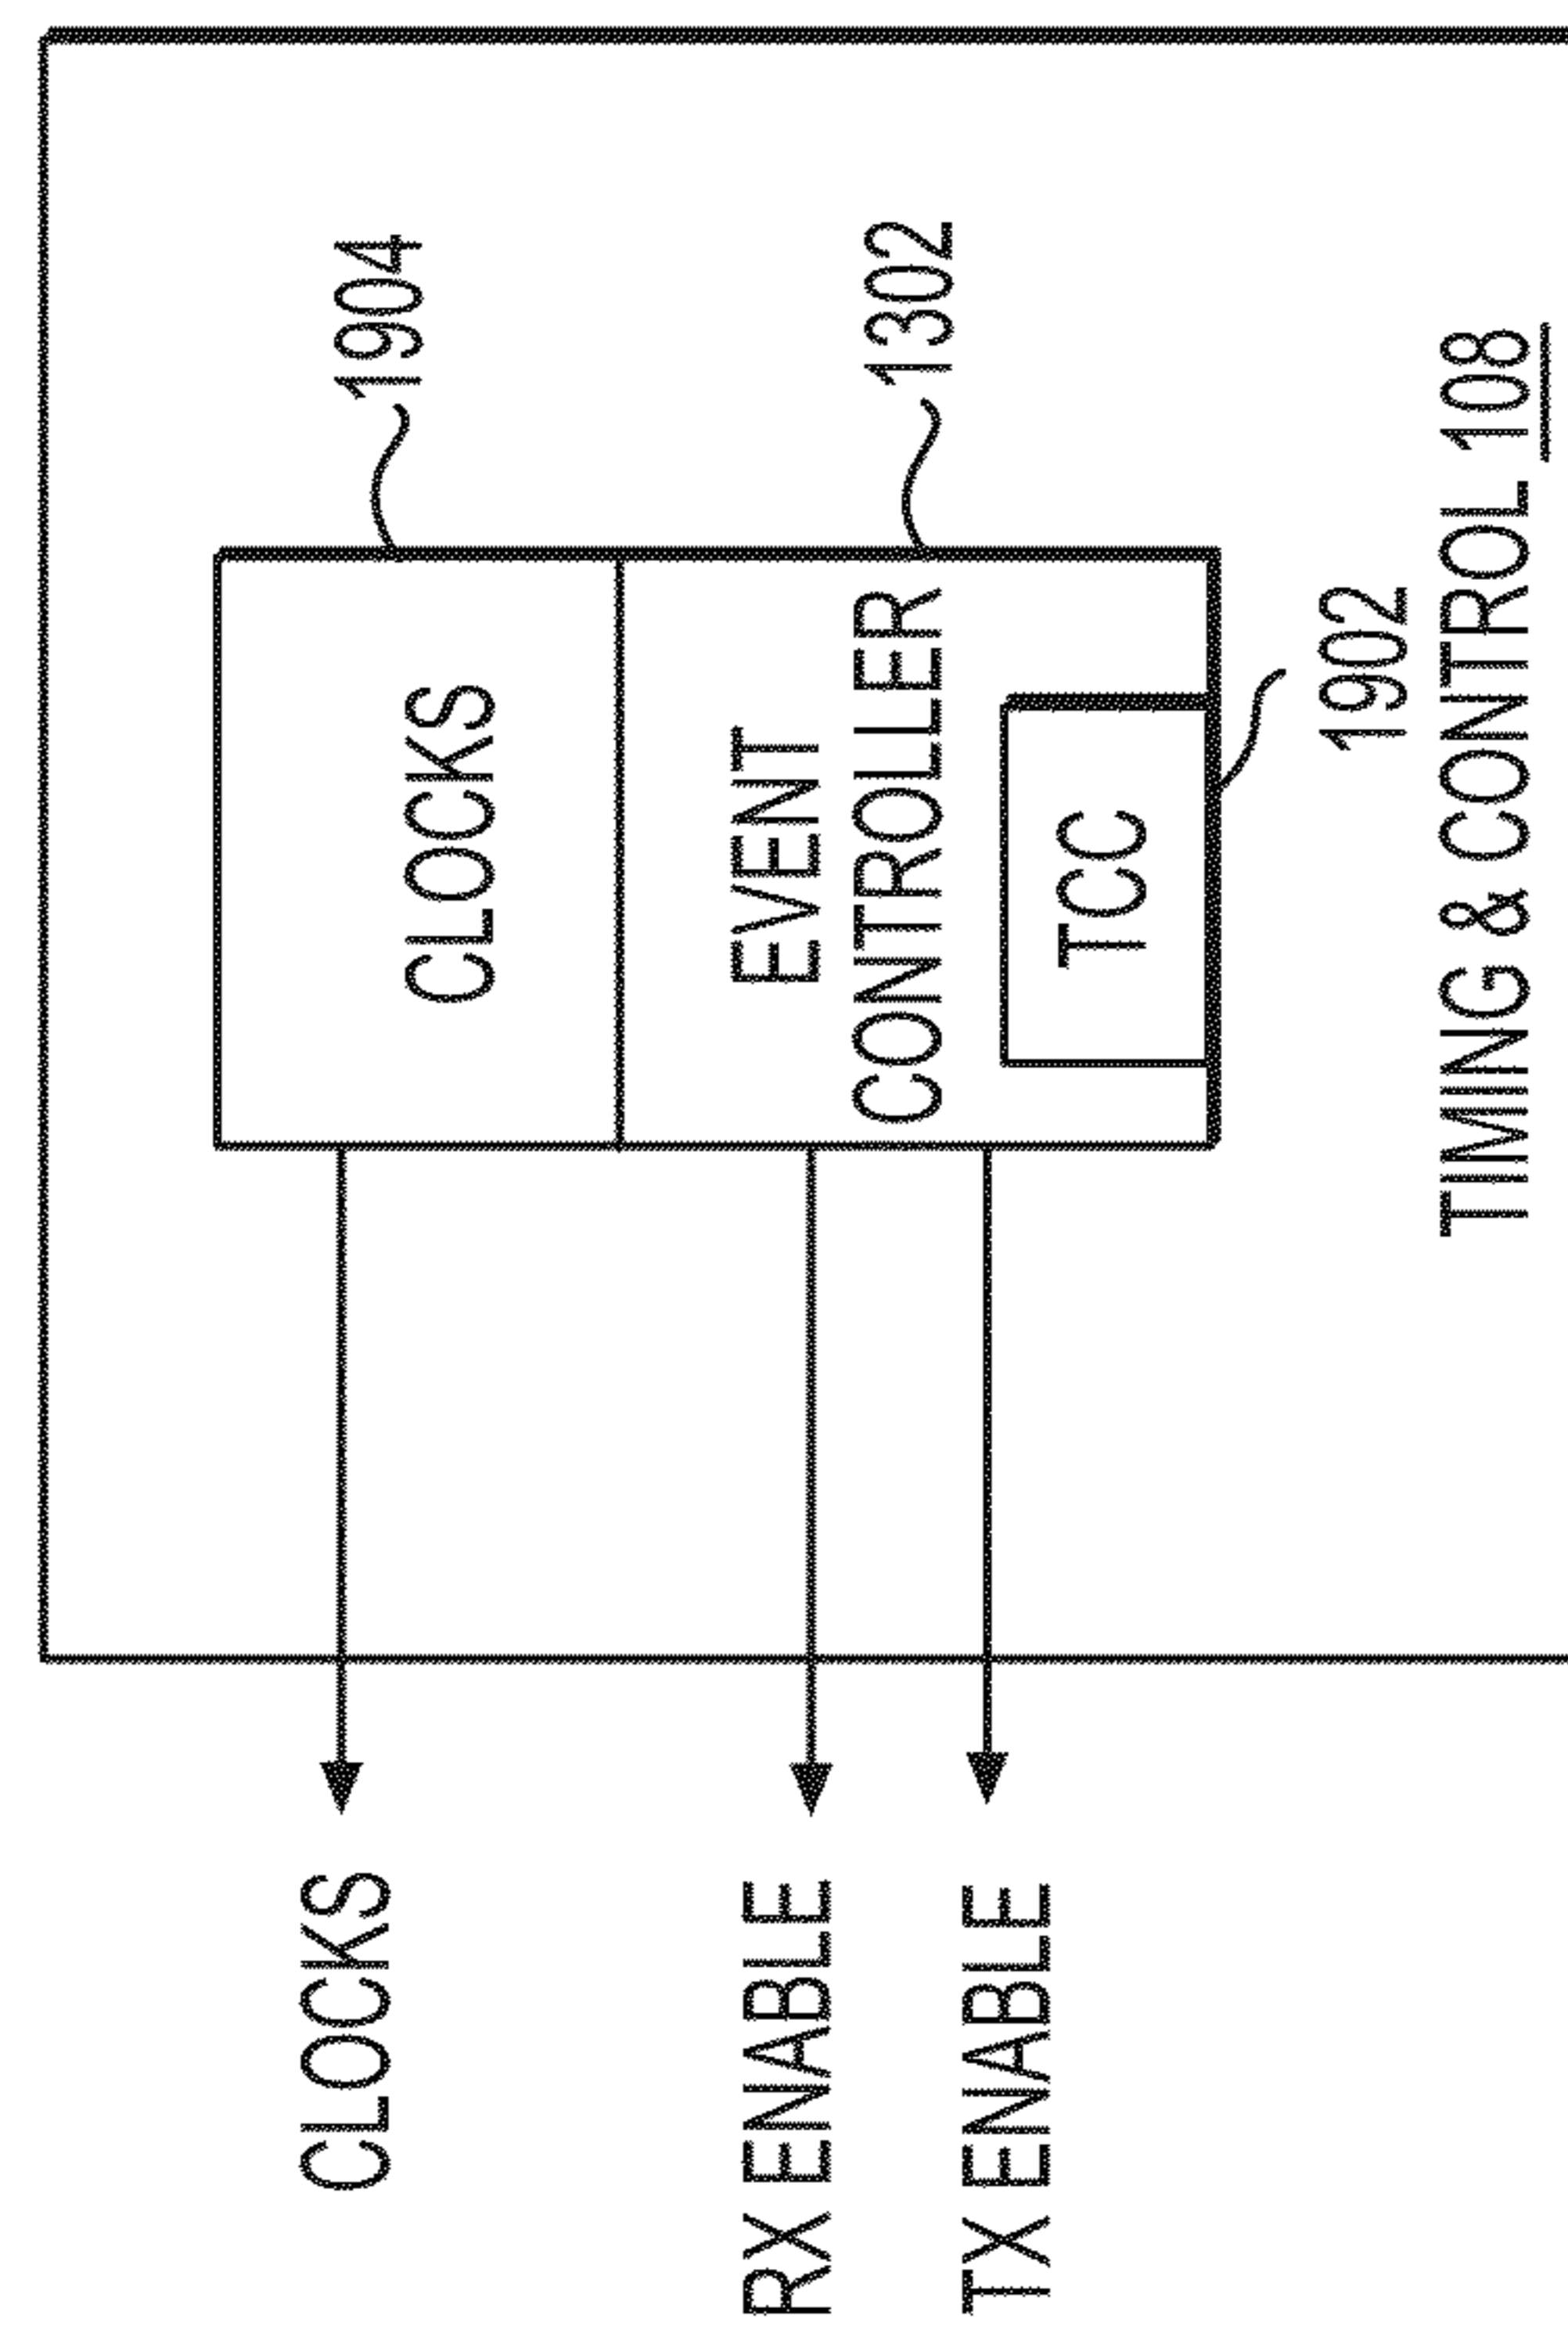 CLOCKS
RX ENABLE
TX ENABLE
CLOCKS
EVENT
CONTROLLER
TCC
1904
1302
1902
TIMING & CONTROL 108